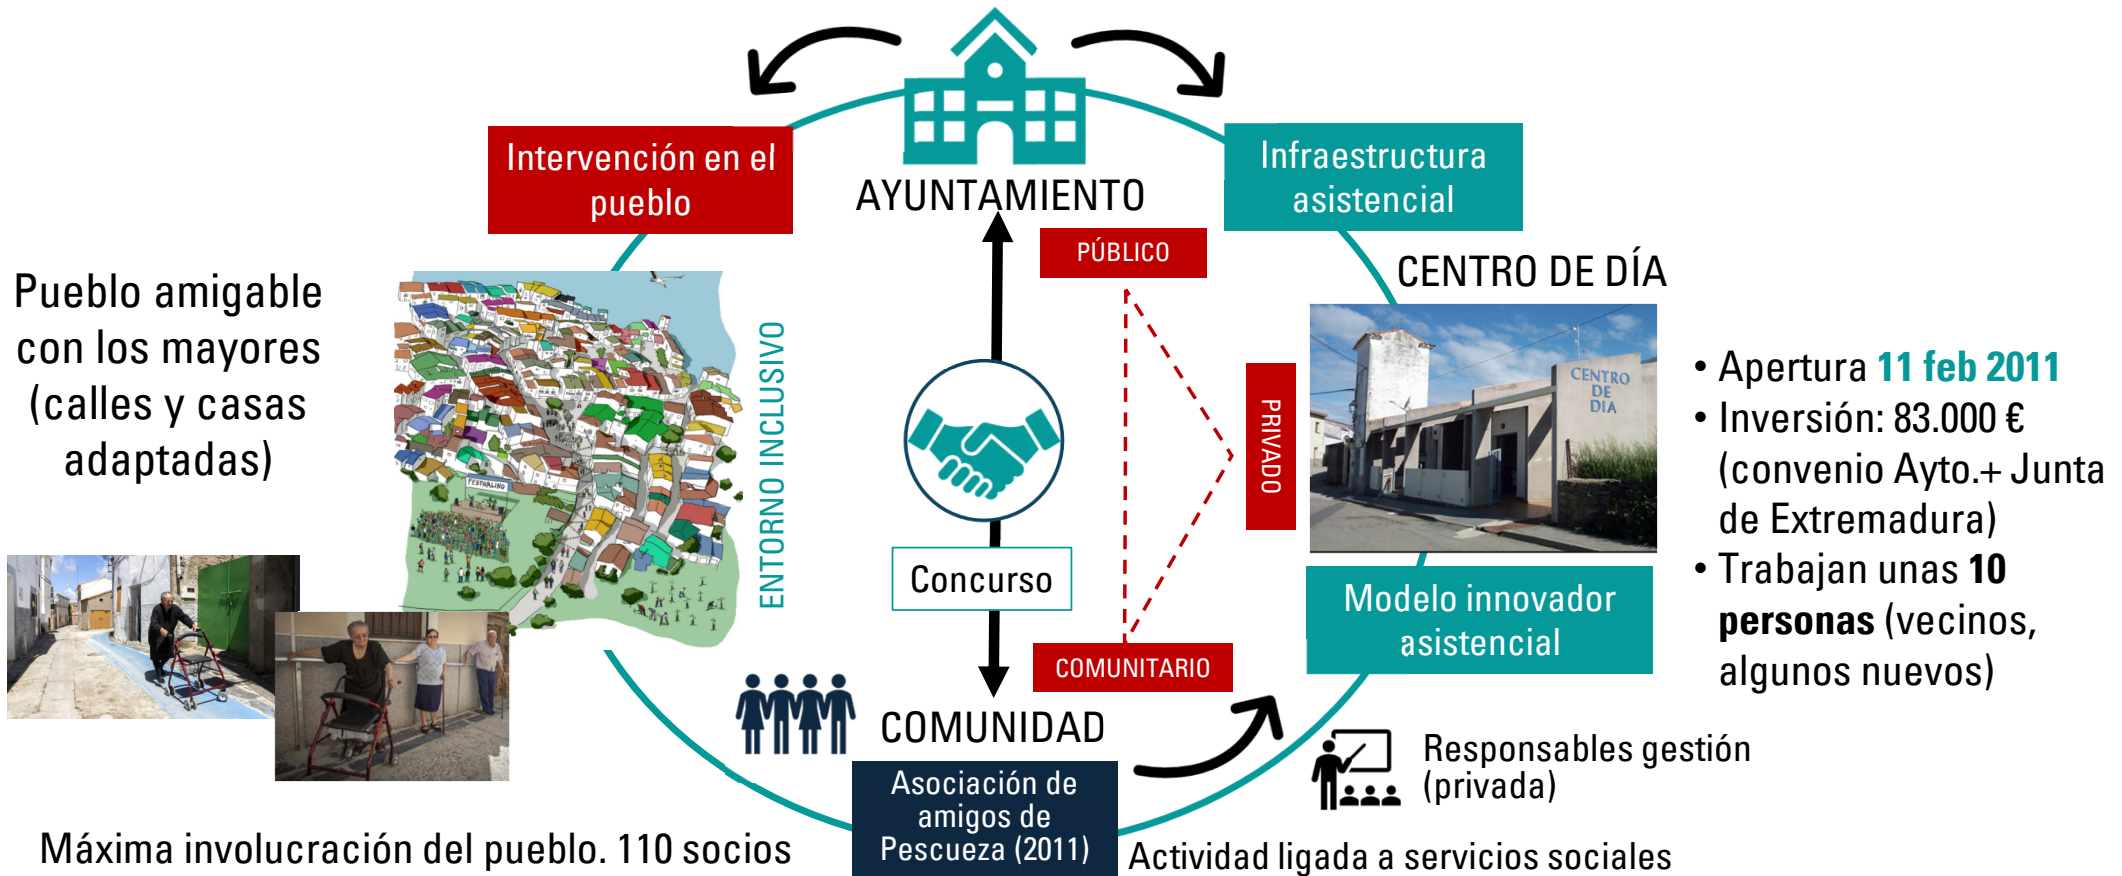 Intervención en el
pueblo
AYUNTAMIENTO
Infraestructura
asistencial
PÚBLICO
PRIVADO
COMUNITARIO
CENTRO DE DÍA
CENTRO
DE
DIA
Pueblo amigable
con los mayores
(calles y casas
adaptadas)
FESTIVALINO
ENTORNO INCLUSIVO
Concurso
• Apertura 11 feb 2011
• Inversión: 83.000 €
(convenio Ayto.+ Junta
de Extremadura)
• Trabajan unas 10
personas (vecinos,
algunos nuevos)
Modelo innovador
asistencial
COMUNIDAD
Asociación de
amigos de
Pescueza (2011)
Responsables gestión
(privada)
Máxima involucración del pueblo. 110 socios
Actividad ligada a servicios sociales